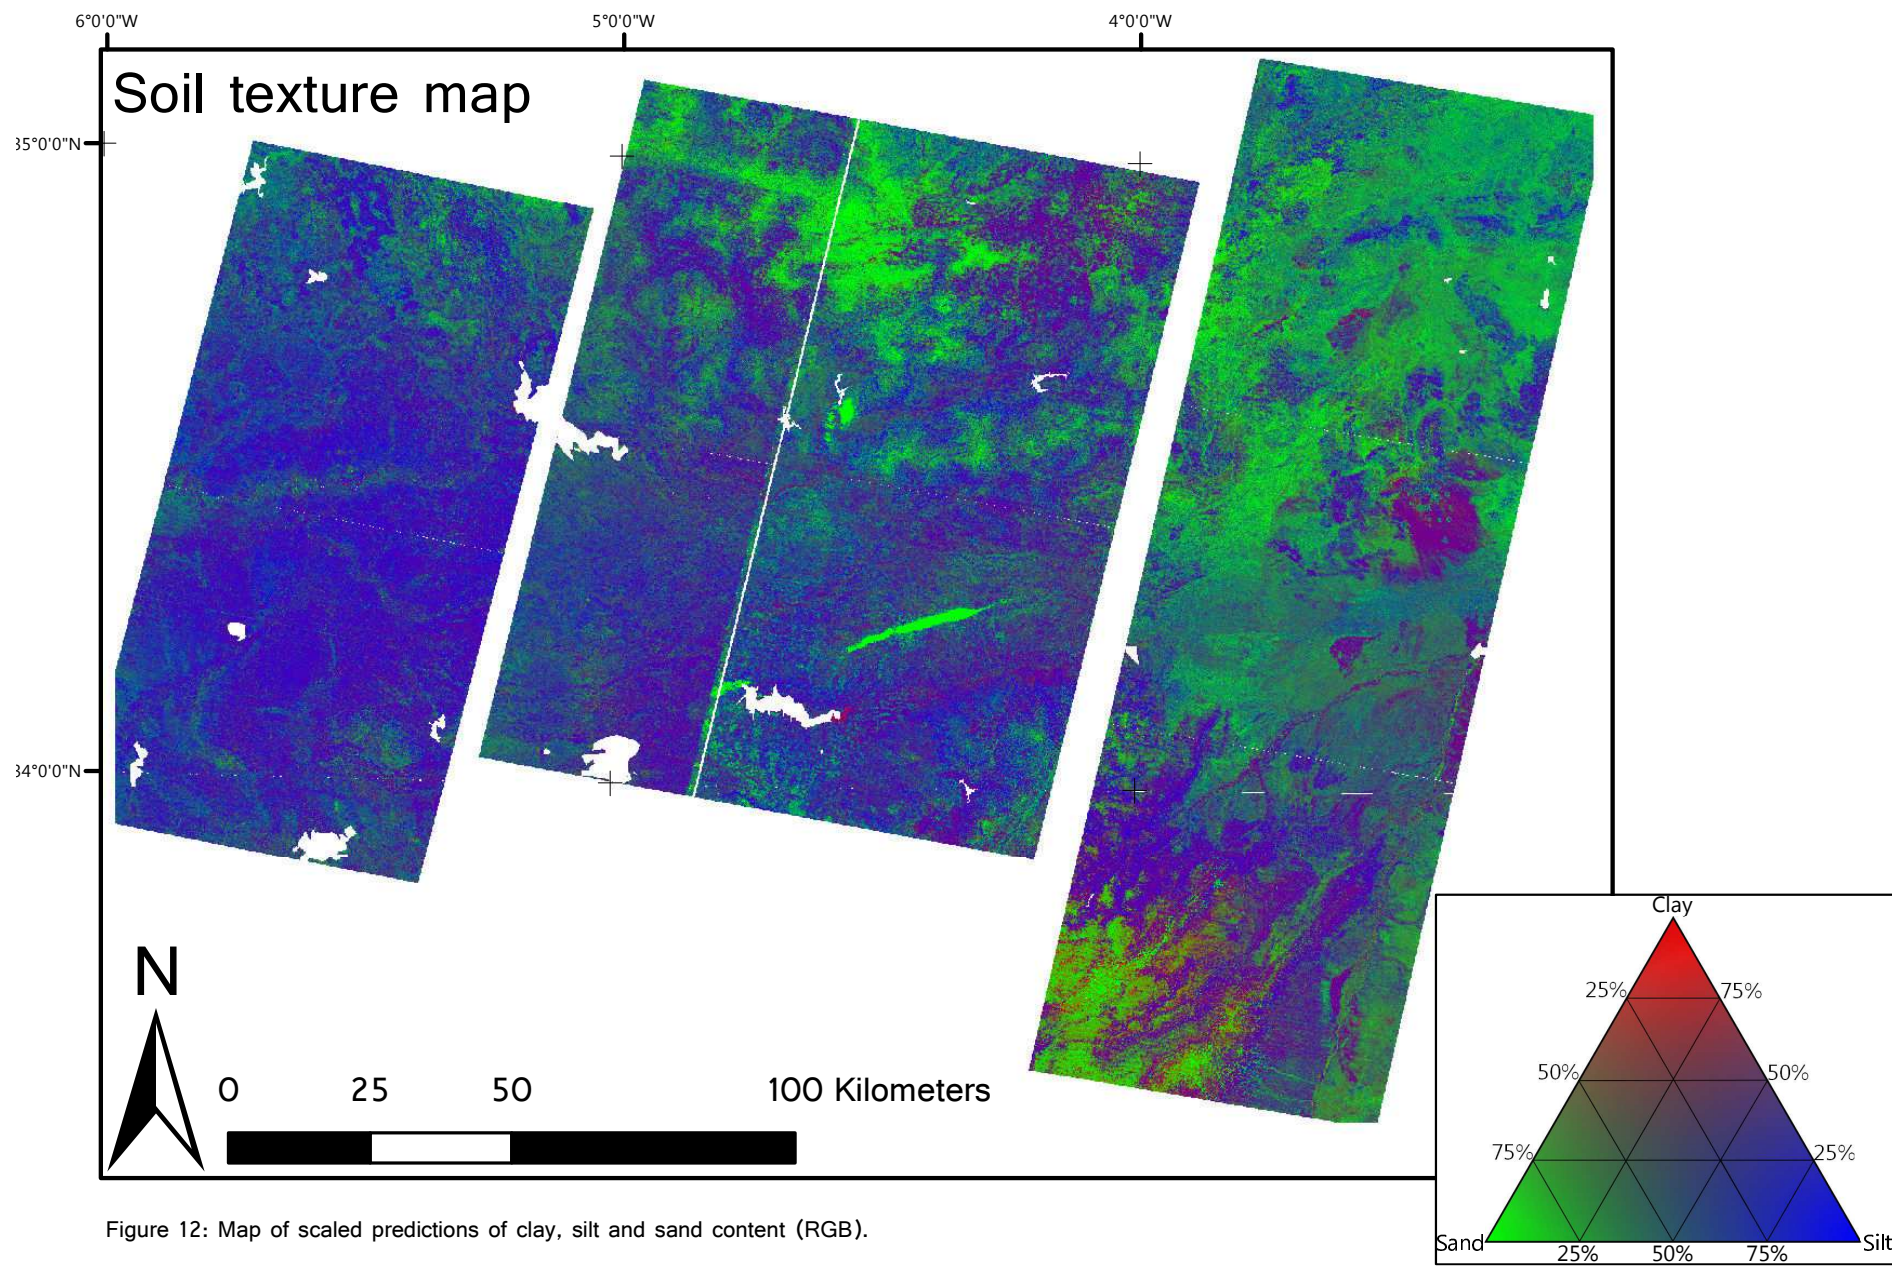 6°0'0"W 5°0'0"W 4°0'0"W
Soil texture map
35°0'0"N
34°0'0"N
N
0 25 50 100 Kilometers
Clay
25% 75%
50% 50%
75% 25%
Sand 25% 50% 75% Silt
Figure 12: Map of scaled predictions of clay, silt and sand content (RGB).